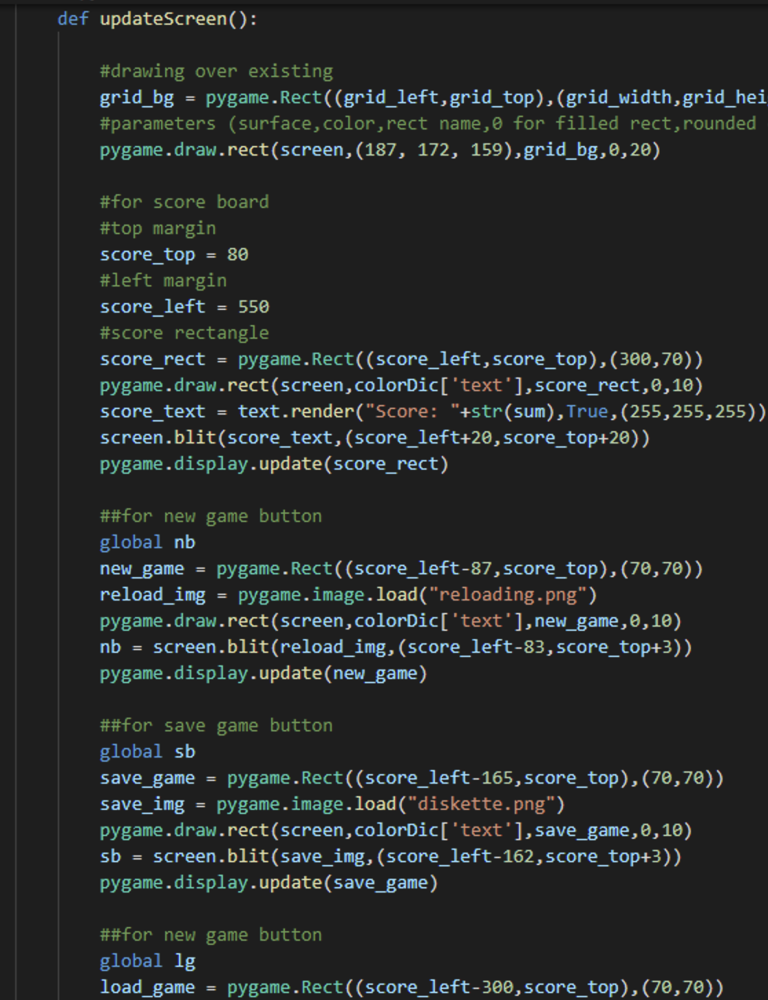 def updateScreen():
#drawing over existing
grid_bg = pygame.Rect((grid_left,grid_top),(grid_width,grid_hei
#parameters (surface,color,rect name,0 for filled rect,rounded
pygame.draw.rect(screen,(187, 172, 159),grid_bg,0,20)
#for score board
#top margin
score_top = 80
#left margin
score_left = 550
#score rectangle
score_rect = pygame.Rect((score_left,score_top),(300,70))
pygame.draw.rect(screen,colorDic['text'],score_rect,0,10)
score_text = text.render("Score: "+str(sum),True,(255,255,255))
screen.blit(score_text,(score_left+20,score_top+20))
pygame.display.update(score_rect)
##for new game button
global nb
new_game = pygame.Rect((score_left-87,score_top),(70,70))
reload_img = pygame.image.load("reloading.png")
pygame.draw.rect(screen,colorDic['text'],new_game,0,10)
nb = screen.blit(reload_img,(score_left-83,score_top+3))
pygame.display.update(new_game)
##for save game button
global sb
save_game = pygame.Rect((score_left-165,score_top),(70,70))
save_img = pygame.image.load("diskette.png")
pygame.draw.rect(screen,colorDic['text'],save_game,0,10)
sb = screen.blit(save_img,(score_left-162,score_top+3))
pygame.display.update(save_game)
##for new game button
global lg
load_game = pygame.Rect((score_left-300,score_top),(70,70))